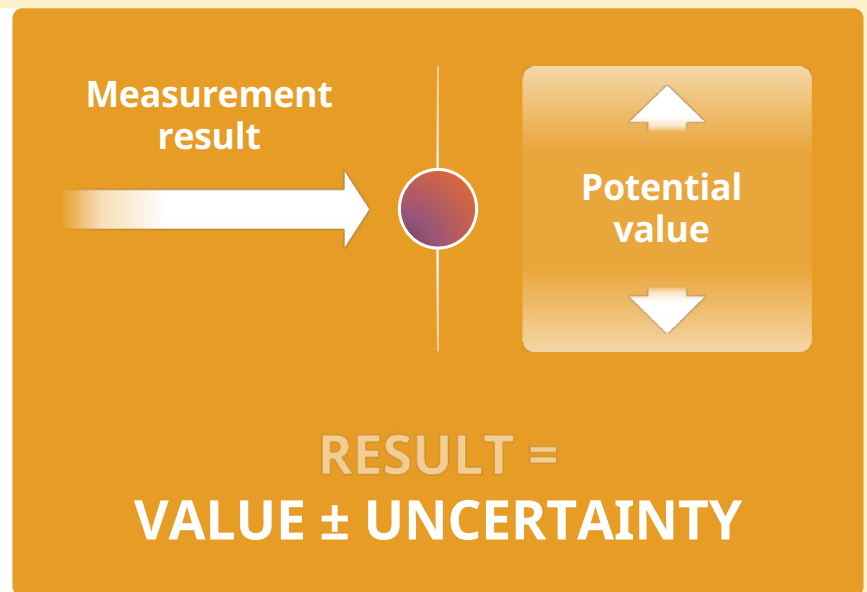 Measurement
result
Potential
value
RESULT =
VALUE ± UNCERTAINTY